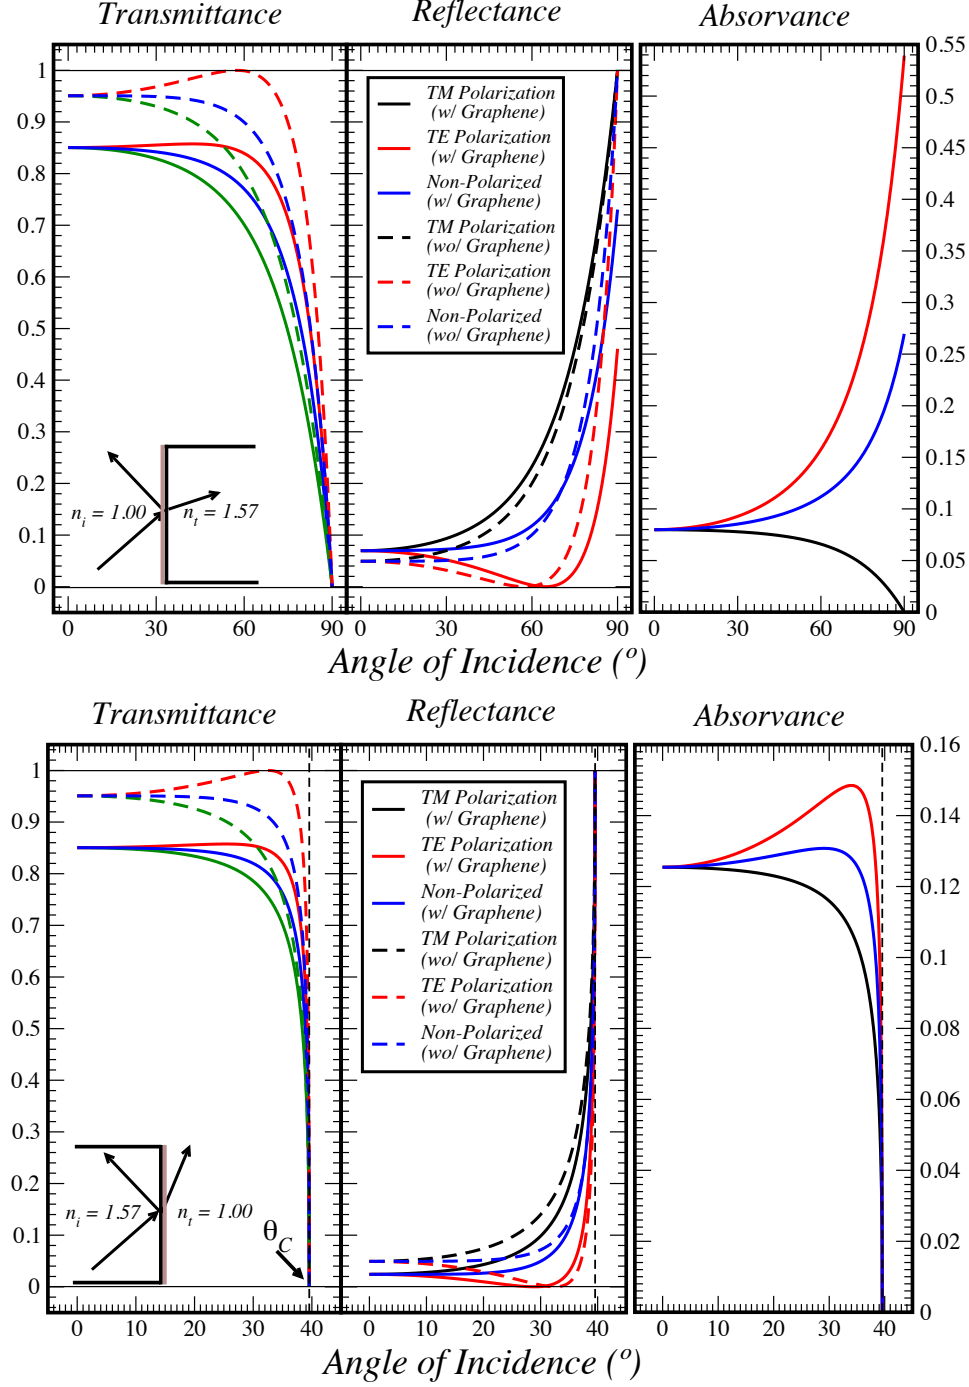 Transmittance Reflectance Absorvance
1
0.9
0.8
0.7
0.6
0.5
0.4
0.3
0.2
0.1
0
TM Polarization
(w/ Graphene)
TE Polarization
(w/ Graphene)
Non-Polarized
(w/ Graphene)
TM Polarization
(wo/ Graphene)
TE Polarization
(wo/ Graphene)
Non-Polarized
(wo/ Graphene)
n_i = 1.00 n_t = 1.57
0.55
0.5
0.45
0.4
0.35
0.3
0.25
0.2
0.15
0.1
0.05
0
0 30 60 90 0 30 60 90 0 30 60 90
Angle of Incidence (º)
Transmittance Reflectance Absorvance
1
0.9
0.8
0.7
0.6
0.5
0.4
0.3
0.2
0.1
0
TM Polarization
(w/ Graphene)
TE Polarization
(w/ Graphene)
Non-Polarized
(w/ Graphene)
TM Polarization
(wo/ Graphene)
TE Polarization
(wo/ Graphene)
Non-Polarized
(wo/ Graphene)
n_i = 1.57 n_t = 1.00
θ_C
0.16
0.14
0.12
0.1
0.08
0.06
0.04
0.02
0
0 10 20 30 40 0 10 20 30 40 0 10 20 30 40
Angle of Incidence (º)